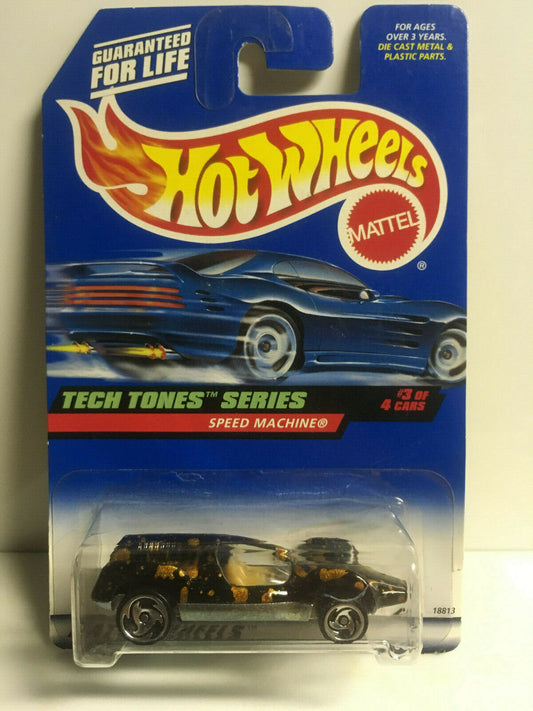 GUARANTEED
FOR LIFE
FOR AGES
OVER 3 YEARS.
DIE CAST METAL &
PLASTIC PARTS.
HOT WHEELS
MATTEL
®
TECH TONES™ SERIES
#3 OF
4 CARS
SPEED MACHINE®
18813
WHEELS™